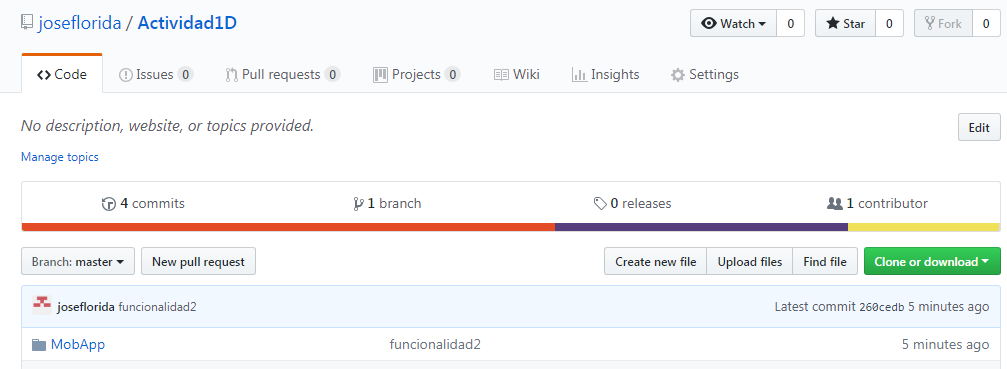 joseflorida / Actividad1D Watch 0 Star 0 Fork 0
Code Issues 0 Pull requests 0 Projects 0 Wiki Insights Settings
No description, website, or topics provided. Edit
Manage topics
4 commits 1 branch 0 releases 1 contributor
Branch: master New pull request Create new file Upload files Find file Clone or download
joseflorida funcionalidad2 Latest commit 260cedb 5 minutes ago
MobApp funcionalidad2 5 minutes ago